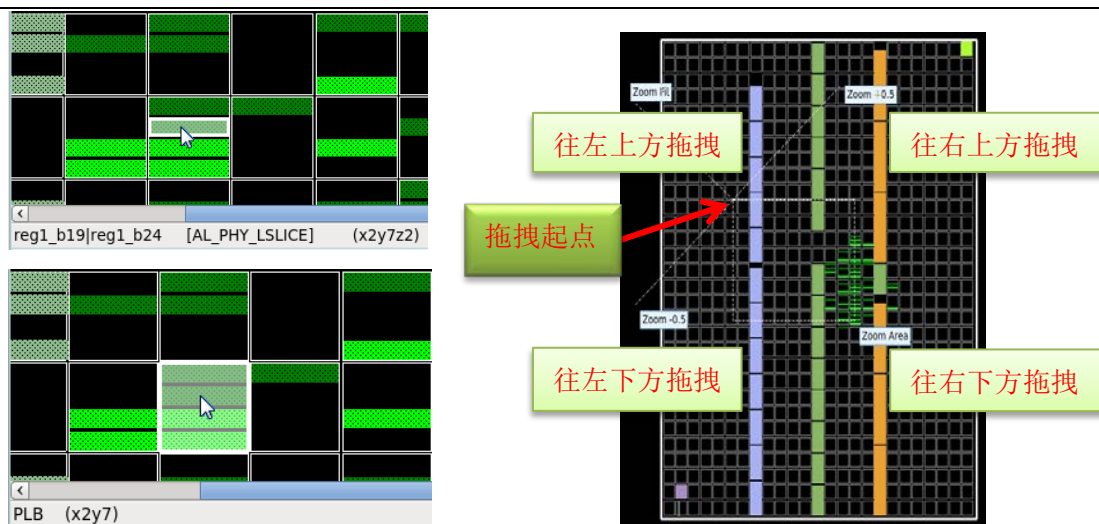 reg1_b19|reg1_b24 [AL_PHY_LSLICE] (x2y7z2)
PLB (x2y7)
Zoom Fit
Zoom +0.5
往左上方拖拽
往右上方拖拽
拖拽起点
Zoom -0.5
Zoom Area
往左下方拖拽
往右下方拖拽